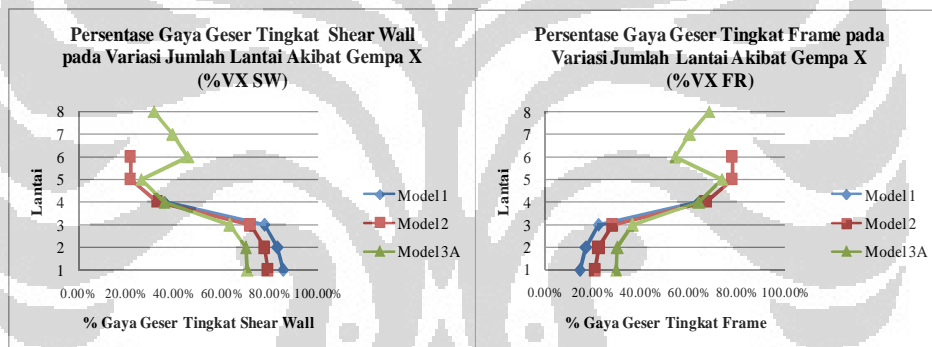 Persentase Gaya Geser Tingkat Shear Wall
pada Variasi Jumlah Lantai Akibat Gempa X
(%VX SW)
8
7
6
5
4
3
2
1
Lantai
0.00% 20.00% 40.00% 60.00% 80.00% 100.00%
% Gaya Geser Tingkat Shear Wall
Model1
Model2
Model3A
Persentase Gaya Geser Tingkat Frame pada
Variasi Jumlah Lantai Akibat Gempa X
(%VX FR)
8
7
6
5
4
3
2
1
Lantai
0.00% 20.00% 40.00% 60.00% 80.00% 100.00%
% Gaya Geser Tingkat Frame
Model1
Model2
Model3A